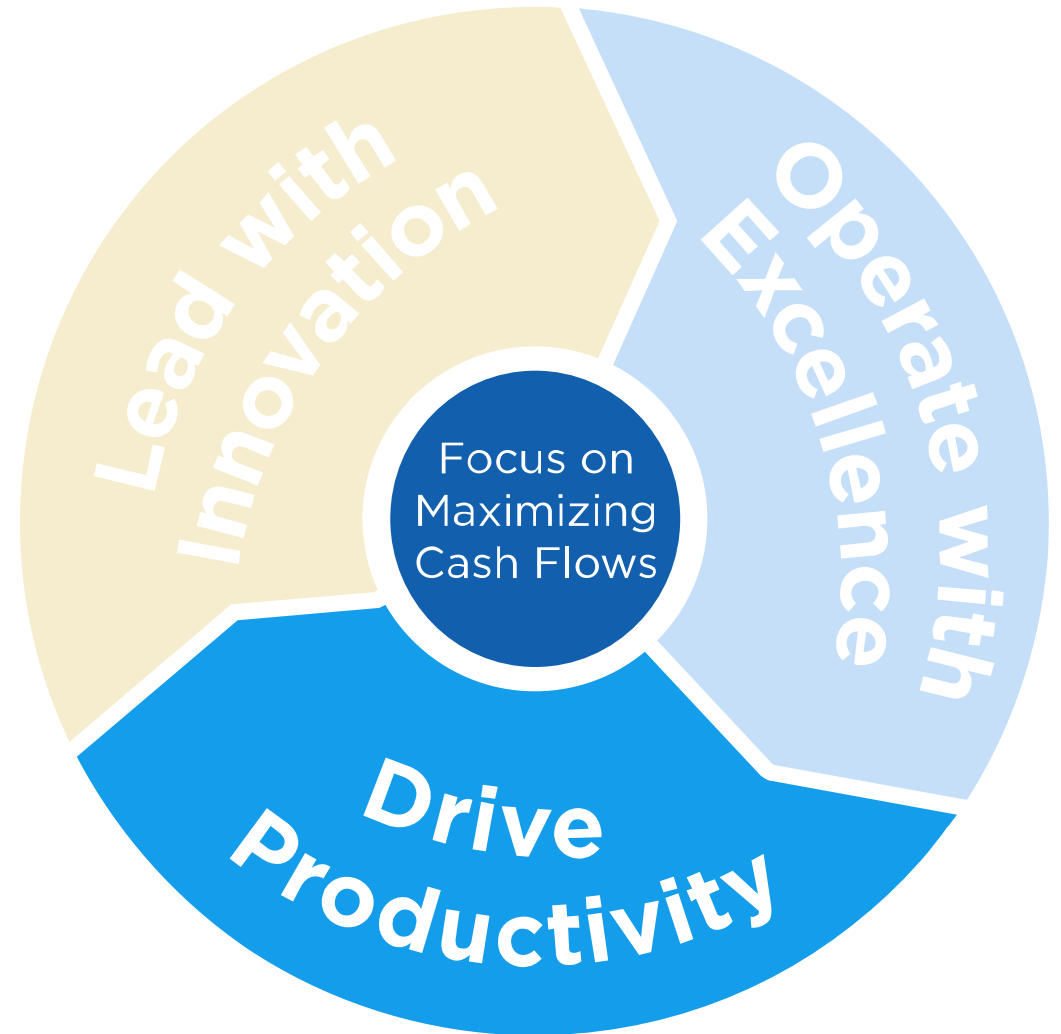 Lead with
Innovation
Operate with
Excellence
Focus on
Maximizing
Cash Flows
Drive
Productivity